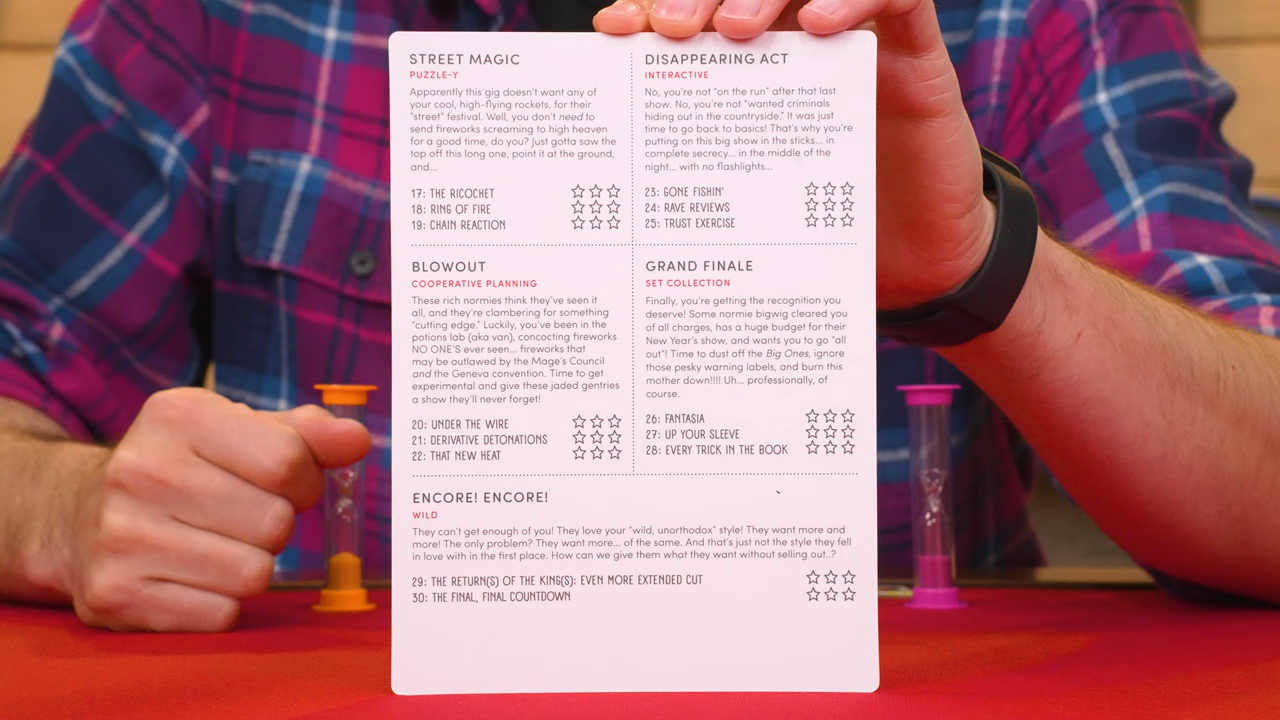 STREET MAGIC
PUZZLE-Y
Apparently this gig doesn't want any of
your cool, high-flying rockets, for their
"street" festival. Well, you don't need to
send fireworks screaming to high heaven
for a good time, do you? Just gotta saw the
top off this long one, point it at the ground,
and...
17: THE RICOCHET
18: RING OF FIRE
19: CHAIN REACTION
DISAPPEARING ACT
INTERACTIVE
No, you're not "on the run" after that last
show. No, you're not "wanted criminals
hiding out in the countryside." It was just
time to go back to basics! That's why you're
putting on this big show in the sticks... in
complete secrecy... in the middle of the
night... with no flashlights...
23: GONE FISHIN'
24: RAVE REVIEWS
25: TRUST EXERCISE
BLOWOUT
COOPERATIVE PLANNING
These rich normies think they've seen it
all, and they're clambering for something
"cutting edge." Luckily, you've been in the
potions lab (aka van), concocting fireworks
NO ONE'S ever seen... fireworks that
may be outlawed by the Mage's Council
and the Geneva convention. Time to get
experimental and give these jaded gentries
a show they'll never forget!
20: UNDER THE WIRE
21: DERIVATIVE DETONATIONS
22: THAT NEW HEAT
GRAND FINALE
SET COLLECTION
Finally, you're getting the recognition you
deserve! Some normie bigwig cleared you
of all charges, has a huge budget for their
New Year's show, and wants you to go "all
out"! Time to dust off the Big Ones, ignore
those pesky warning labels, and burn this
mother down!!!! Uh... professionally, of
course.
26: FANTASIA
27: UP YOUR SLEEVE
28: EVERY TRICK IN THE BOOK
ENCORE! ENCORE!
WILD
They can't get enough of you! They love your "wild, unorthodox" style! They want more and
more! The only problem? They want more... of the same. And that's just not the style they fell
in love with in the first place. How can we give them what they want without selling out..?
29: THE RETURN(S) OF THE KING(S): EVEN MORE EXTENDED CUT
30: THE FINAL, FINAL COUNTDOWN